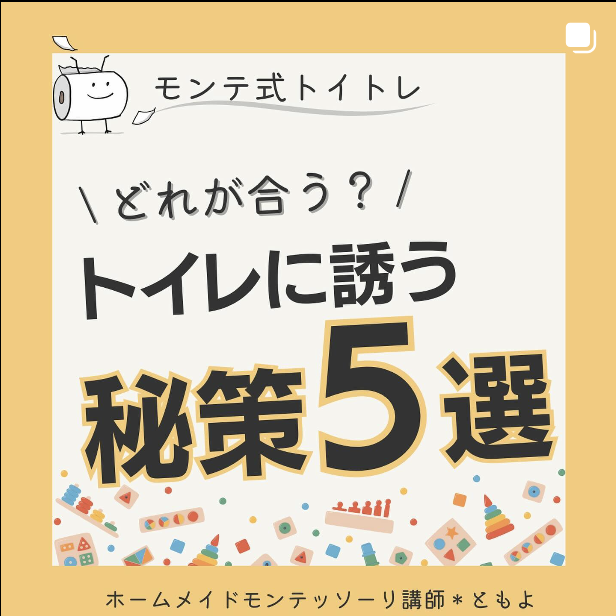 モンテ式トイトレ
\ どれが合う？ /
トイレに誘う
秘策5選
ホームメイドモンテッソーリ講師＊ともよ